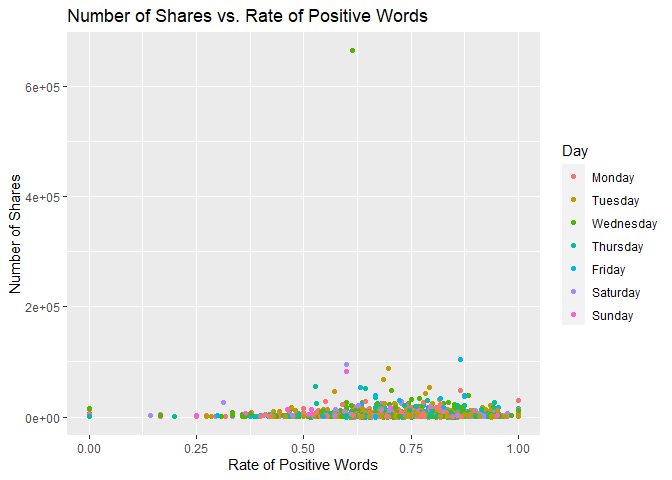 Number of Shares vs. Rate of Positive Words
Number of Shares
6e+05
4e+05
2e+05
0e+00
0.00 0.25 0.50 0.75 1.00
Rate of Positive Words
Day
Monday
Tuesday
Wednesday
Thursday
Friday
Saturday
Sunday